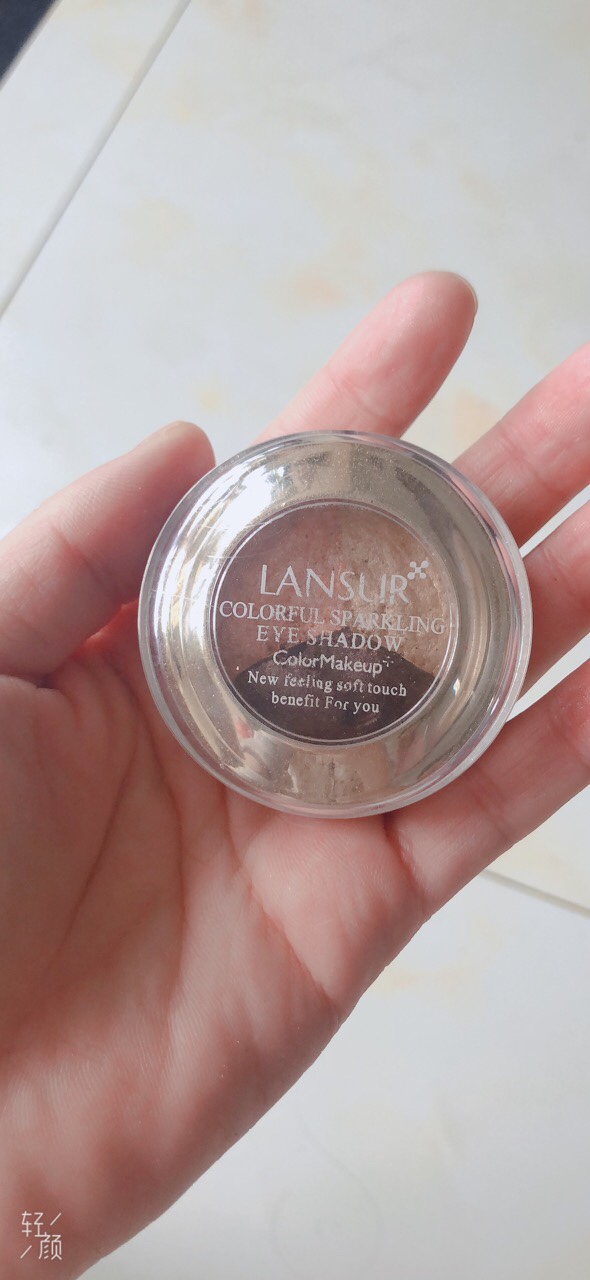 LANSUR
COLORFUL SPARKLING
EYE SHADOW
ColorMakeup
New feeling soft touch
benefit For you
轻
颜